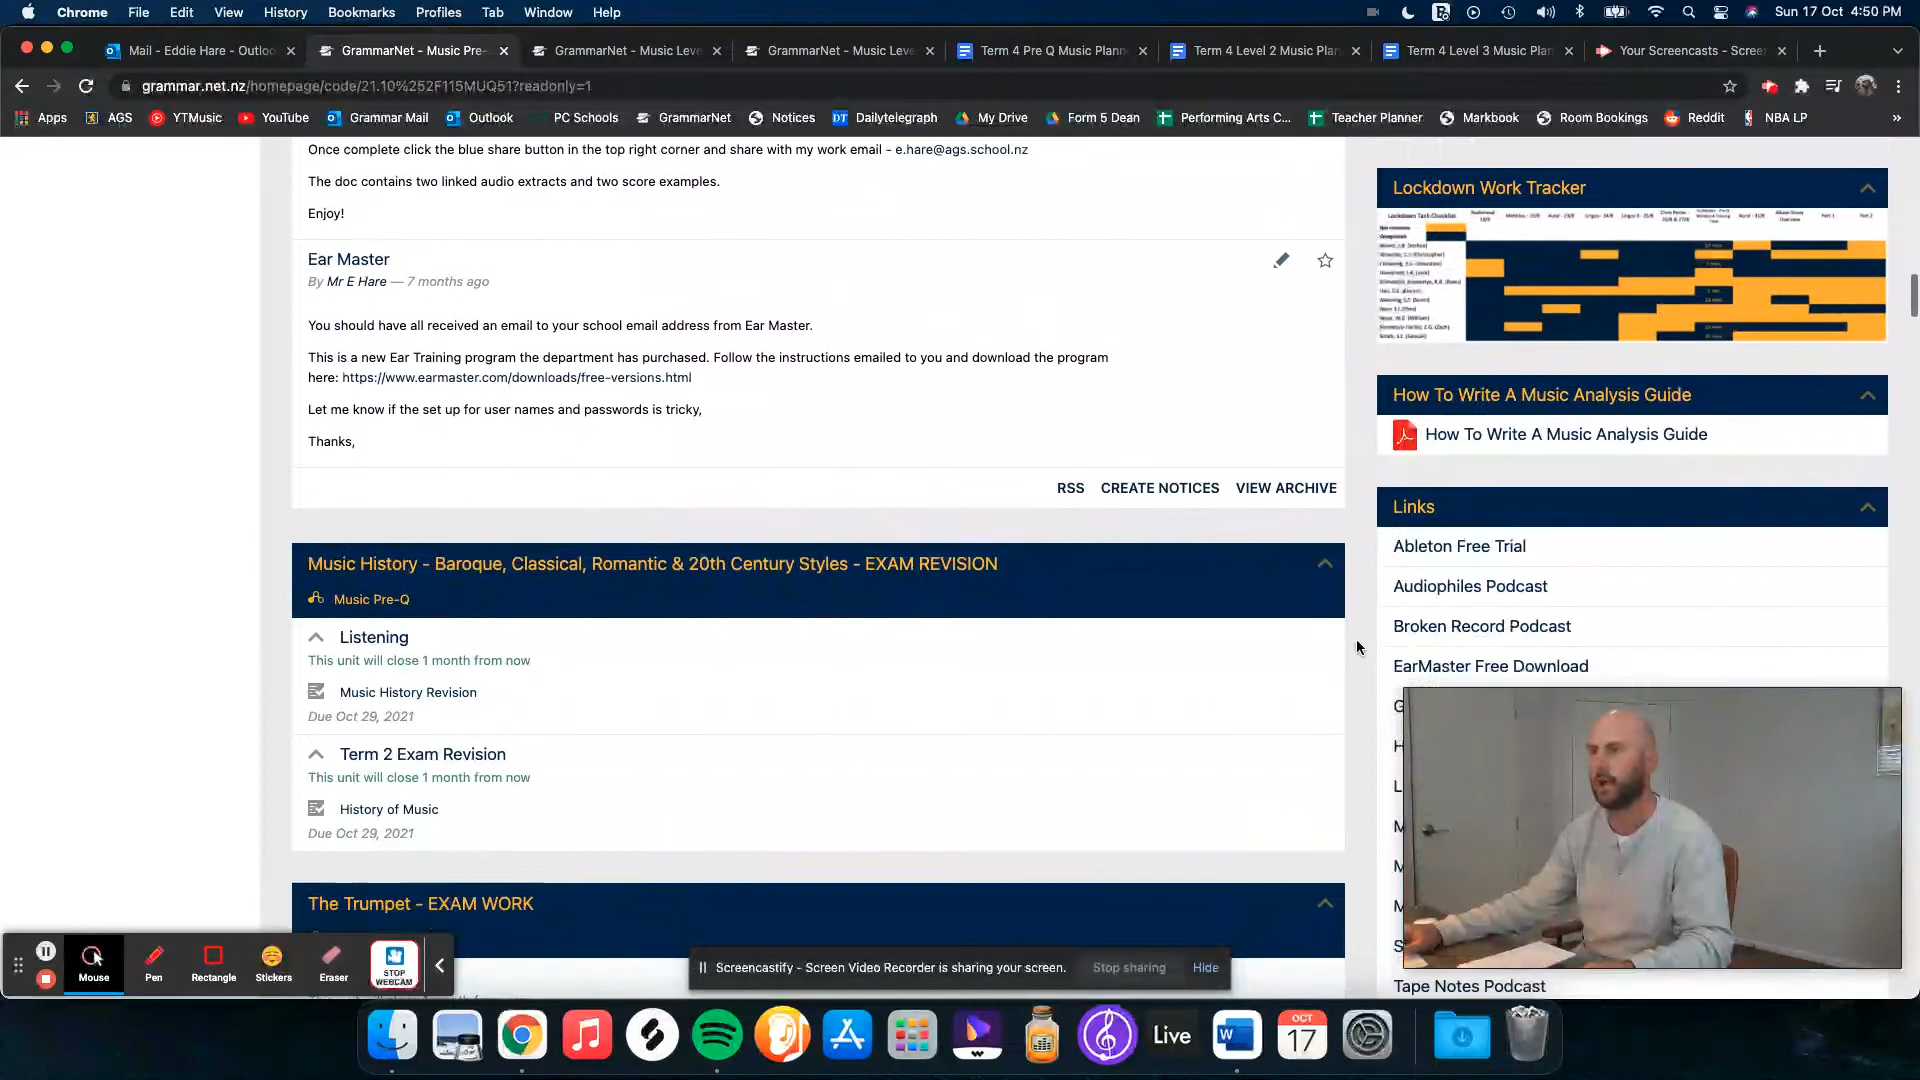 Chrome File Edit View History Bookmarks Profiles Tab Window Help
Sun 17 Oct 4:50 PM
Mail - Eddie Hare - Outloo
GrammarNet - Music Pre-
GrammarNet - Music Leve
GrammarNet - Music Leve
Term 4 Pre Q Music Plann
Term 4 Level 2 Music Plan
Term 4 Level 3 Music Plan
Your Screencasts - Screen
grammar.net.nz/homepage/code/21.10%252F115MUQ51?readonly=1
Apps AGS YTMusic YouTube Grammar Mail Outlook PC Schools GrammarNet Notices Dailytelegraph My Drive Form 5 Dean Performing Arts C... Teacher Planner Markbook Room Bookings Reddit NBA LP
Once complete click the blue share button in the top right corner and share with my work email - e.hare@ags.school.nz
The doc contains two linked audio extracts and two score examples.
Enjoy!
Ear Master
By Mr E Hare — 7 months ago
You should have all received an email to your school email address from Ear Master.
This is a new Ear Training program the department has purchased. Follow the instructions emailed to you and download the program
here: https://www.earmaster.com/downloads/free-versions.html
Let me know if the set up for user names and passwords is tricky,
Thanks,
RSS CREATE NOTICES VIEW ARCHIVE
Music History - Baroque, Classical, Romantic & 20th Century Styles - EXAM REVISION
Music Pre-Q
Listening
This unit will close 1 month from now
Music History Revision
Due Oct 29, 2021
Term 2 Exam Revision
This unit will close 1 month from now
History of Music
Due Oct 29, 2021
The Trumpet - EXAM WORK
Lockdown Work Tracker
Lockdown Task Checklist
How To Write A Music Analysis Guide
How To Write A Music Analysis Guide
Links
Ableton Free Trial
Audiophiles Podcast
Broken Record Podcast
EarMaster Free Download
G
H
L
M
M
M
S
Tape Notes Podcast
Mouse
Pen
Rectangle
Stickers
Eraser
STOP
WEBCAM
Screencastify - Screen Video Recorder is sharing your screen.
Stop sharing
Hide
Live
W
OCT
17